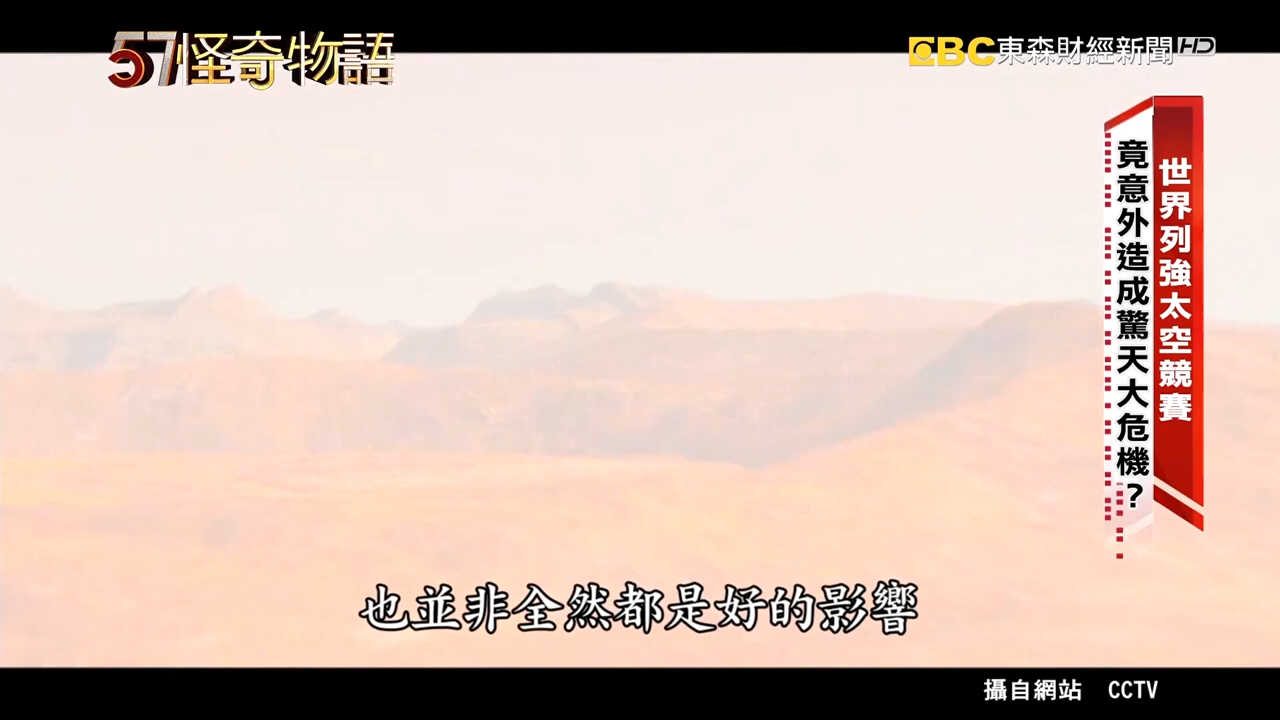 57怪奇物語
EBC東森財經新聞HD
世界列強太空競賽
竟意外造成驚天大危機？
也並非全然都是好的影響
攝自網站 CCTV